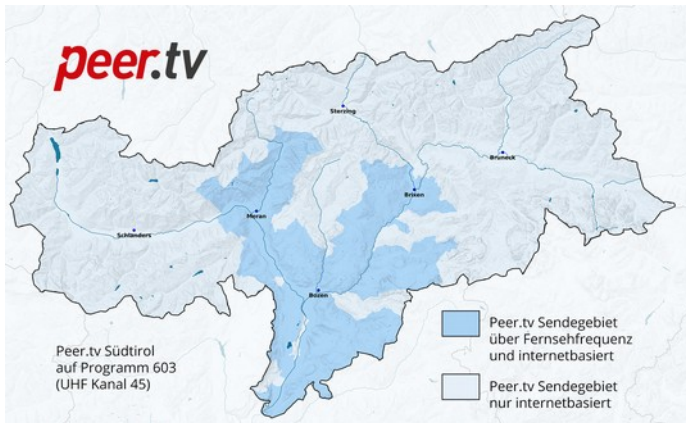 peer.tv
Sterzing
Bruneck
Brixen
Meran
Schlanders
Bozen
Peer.tv Südtirol
auf Programm 603
(UHF Kanal 45)
Peer.tv Sendegebiet
über Fernsehfrequenz
und internetbasiert
Peer.tv Sendegebiet
nur internetbasiert